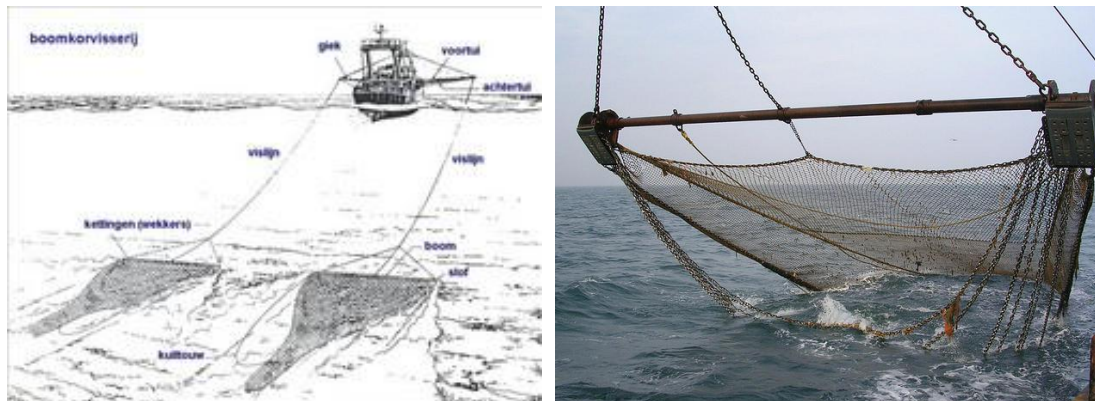 boomkorvisserij
giek
voortui
achtertui
vislijn
vislijn
kettingen (wekkers)
boom
slof
kuiltouw